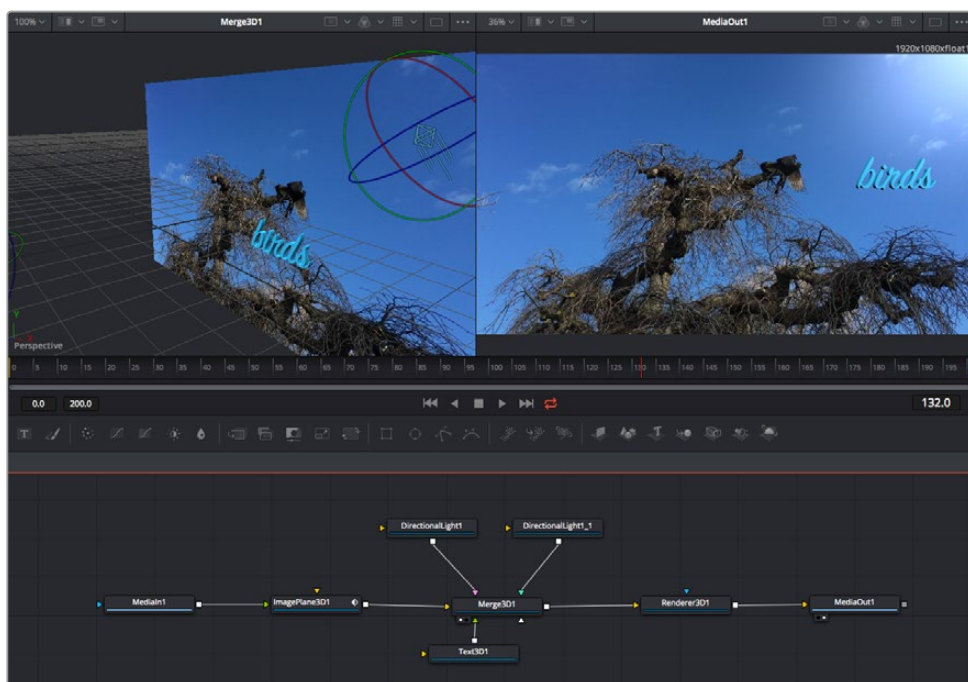 100%
Merge3D1
36%
MediaOut1
1920x1080xfloat1
birds
birds
Y
X
Perspective
0 5 10 15 20 25 30 35 40 45 50 55 60 65 70 75 80 85 90 95 100 105 110 115 120 125 130 135 140 145 150 155 160 165 170 175 180 185 190 195
0.0 200.0 132.0
DirectionalLight1 DirectionalLight1_1
MediaIn1 ImagePlane3D1 Merge3D1 Renderer3D1 MediaOut1
Text3D1